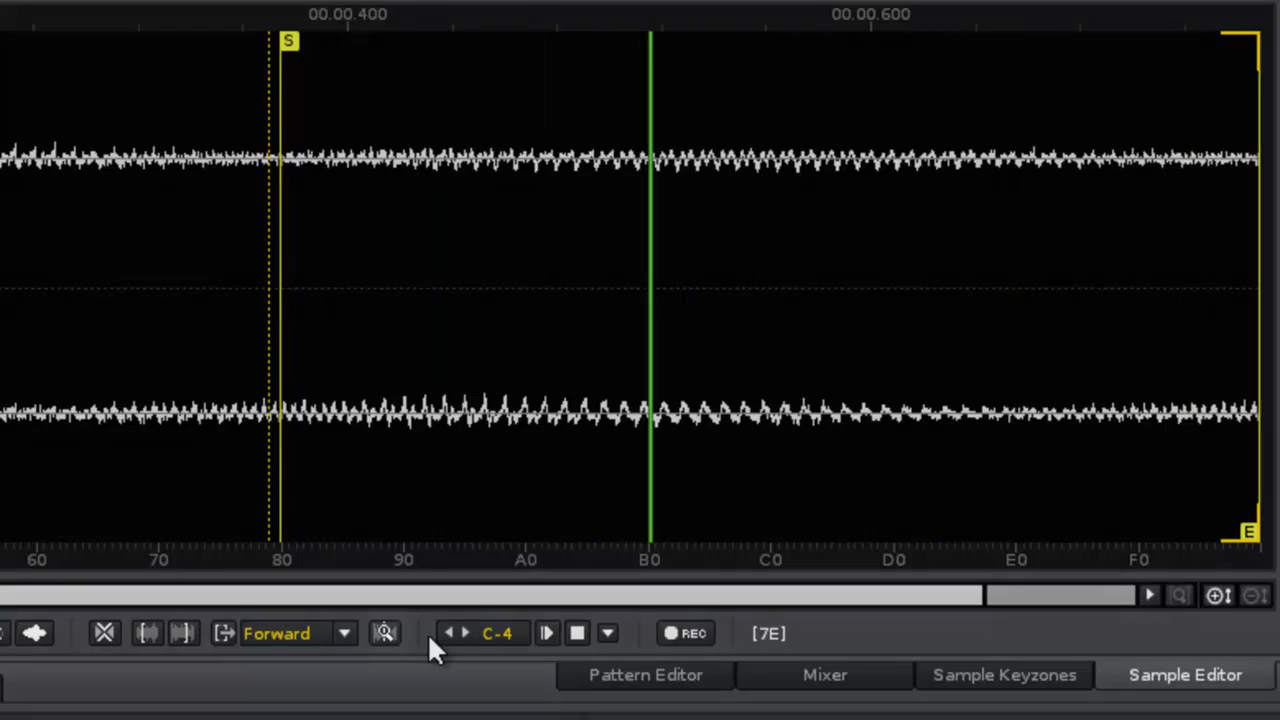 00.00.400 00.00.600
S
E
60 70 80 90 A0 B0 C0 D0 E0 F0
Forward C-4 REC [7E]
Pattern Editor Mixer Sample Keyzones Sample Editor